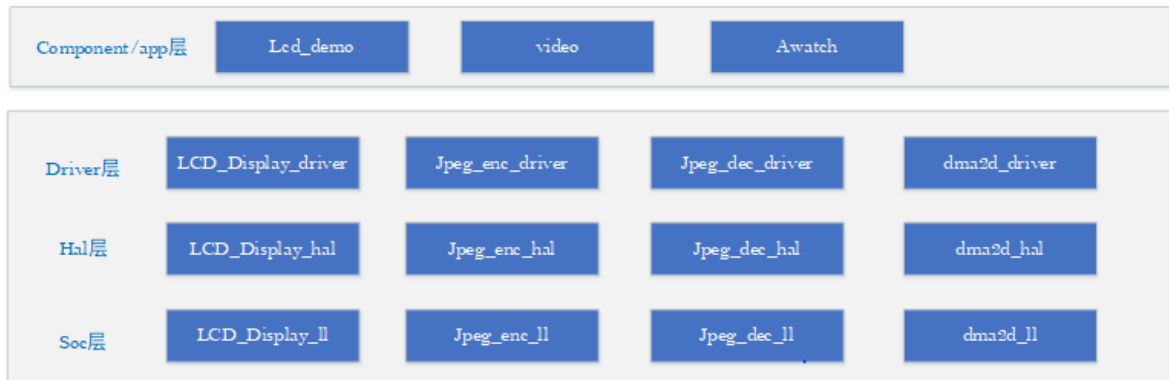 Component/app层 Lcd_demo video Awatch
Driver层 LCD_Display_driver Jpeg_enc_driver Jpeg_dec_driver dma2d_driver
Hal层 LCD_Display_hal Jpeg_enc_hal Jpeg_dec_hal dma2d_hal
Soc层 LCD_Display_ll Jpeg_enc_ll Jpeg_dec_ll dma2d_ll